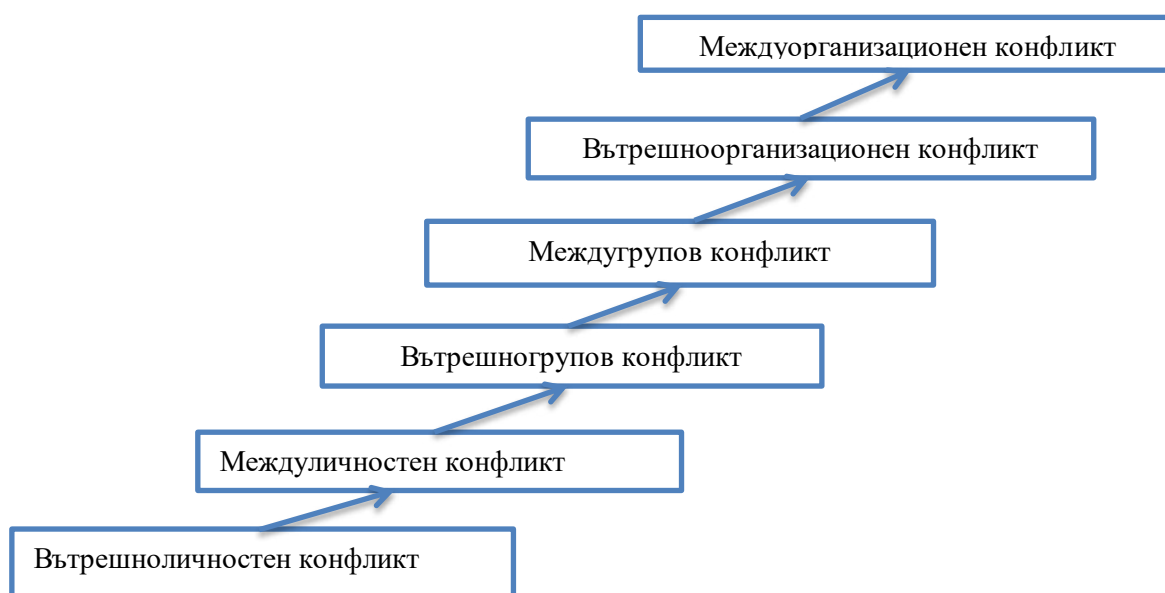 Междуорганизационен конфликт
Вътрешноорганизационен конфликт
Междугрупов конфликт
Вътрешногрупов конфликт
Междуличностен конфликт
Вътрешноличностен конфликт